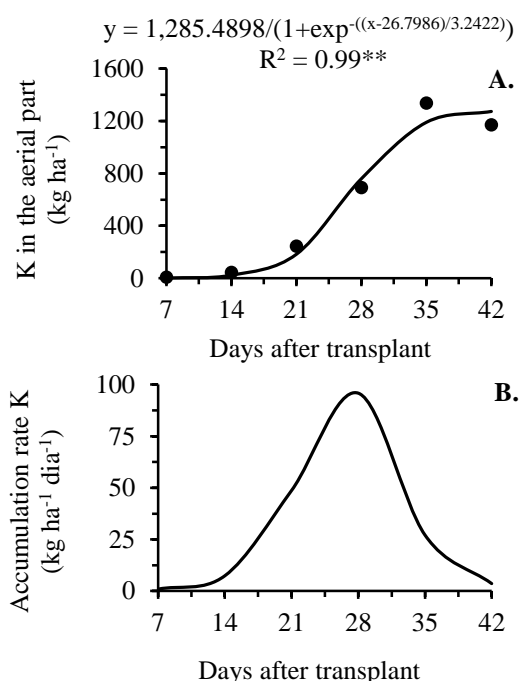 y = 1,285.4898/(1+exp^-((x-26.7986)/3.2422))
R² = 0.99**
A.
K in the aerial part
(kg ha⁻¹)
1600
1200
800
400
0
7 14 21 28 35 42
Days after transplant
B.
Accumulation rate K
(kg ha⁻¹ dia⁻¹)
100
75
50
25
0
7 14 21 28 35 42
Days after transplant